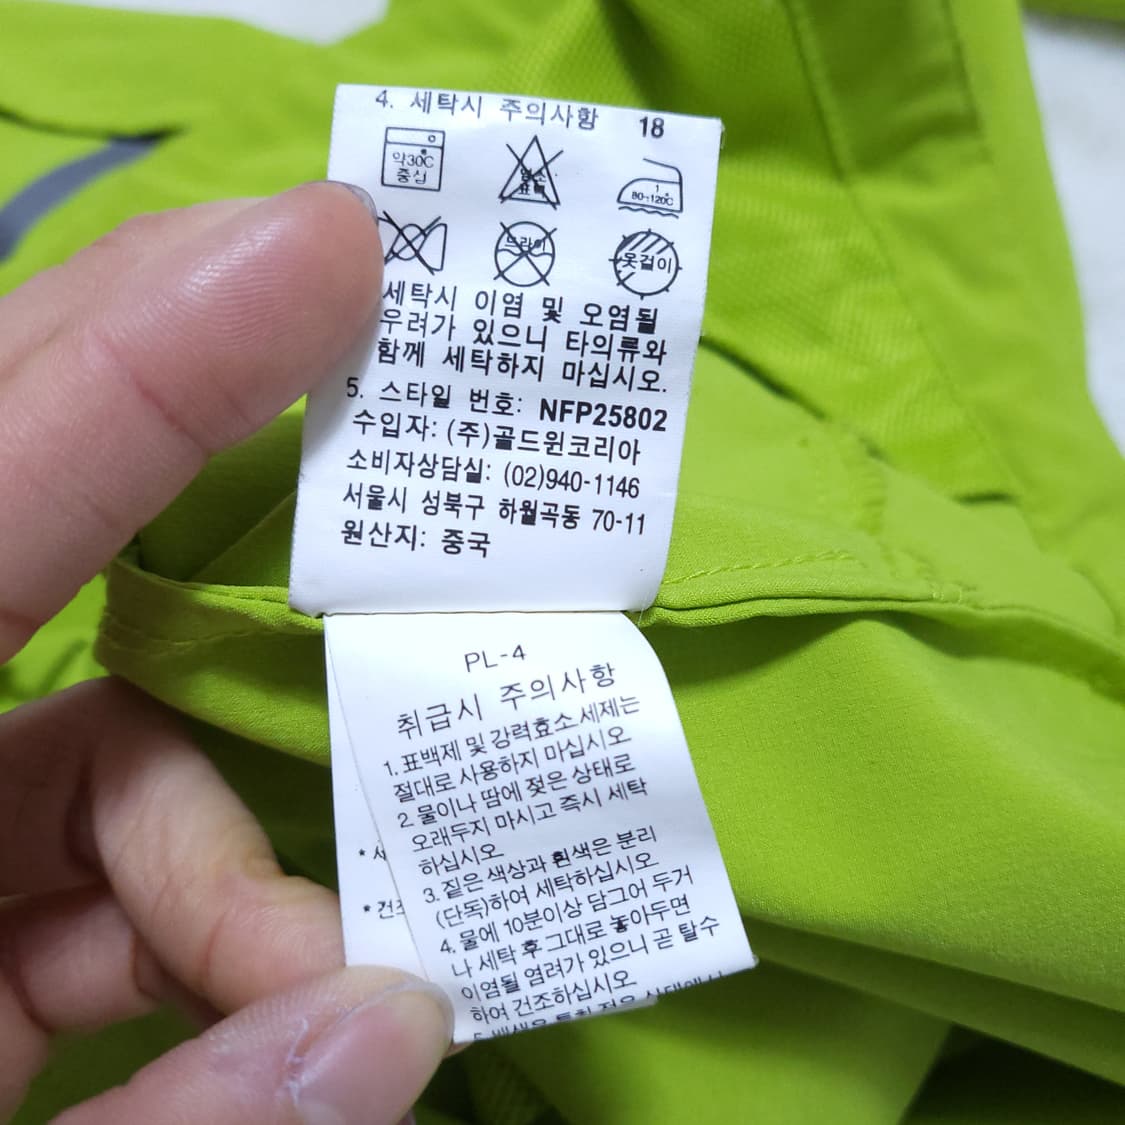 4. 세탁시 주의사항 18
약30℃
중성
염소
표백
1
80~120℃
드라이
옷걸이
세탁시 이염 및 오염될
우려가 있으니 타의류와
함께 세탁하지 마십시오.
5. 스타일 번호: NFP25802
수입자: (주)골드윈코리아
소비자상담실: (02)940-1146
서울시 성북구 하월곡동 70-11
원산지: 중국
PL-4
취급시 주의사항
1. 표백제 및 강력효소 세제는
절대로 사용하지 마십시오
2. 물이나 땀에 젖은 상태로
오래두지 마시고 즉시 세탁
하십시오
3. 짙은 색상과 흰색은 분리
(단독)하여 세탁하십시오
4. 물에 10분이상 담그어 두거
나 세탁 후 그대로 놓아두면
이염될 염려가 있으니 곧 탈수
하여 건조하십시오
* 세
* 건조